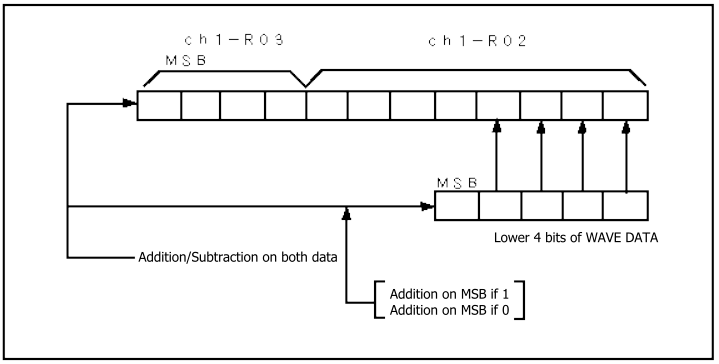 ch1-R03
ch1-R02
MSB
MSB
Lower 4 bits of WAVE DATA
Addition/Subtraction on both data
Addition on MSB if 1
Addition on MSB if 0